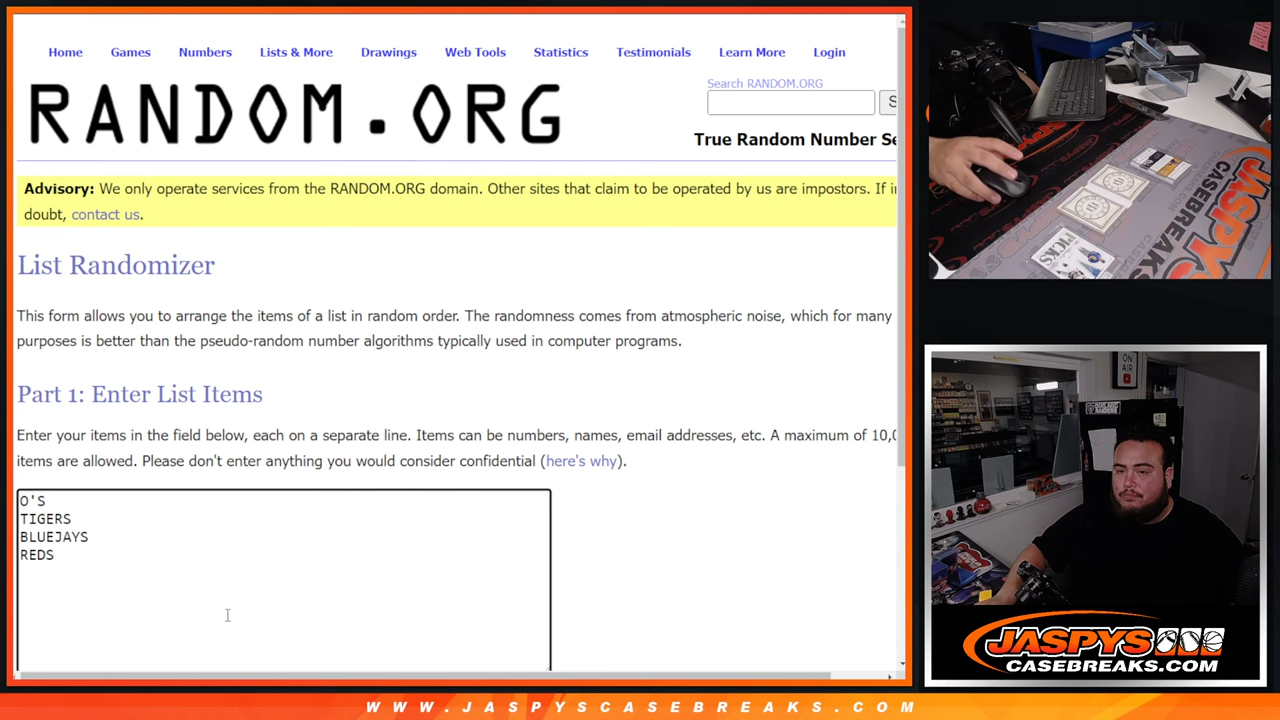 Home Games Numbers Lists & More Drawings Web Tools Statistics Testimonials Learn More Login
RANDOM.ORG
Search RANDOM.ORG
S
True Random Number Se
Advisory: We only operate services from the RANDOM.ORG domain. Other sites that claim to be operated by us are impostors. If in
doubt, contact us.
List Randomizer
This form allows you to arrange the items of a list in random order. The randomness comes from atmospheric noise, which for many
purposes is better than the pseudo-random number algorithms typically used in computer programs.
Part 1: Enter List Items
Enter your items in the field below, each on a separate line. Items can be numbers, names, email addresses, etc. A maximum of 10,0
items are allowed. Please don't enter anything you would consider confidential (here's why).
O'S
TIGERS
BLUEJAYS
REDS
PICKS
JASPYS
CASEBREAKS
ON
AIR
JASPYS
CASEBREAKS.COM
WWW.JASPYSCASEBREAKS.COM